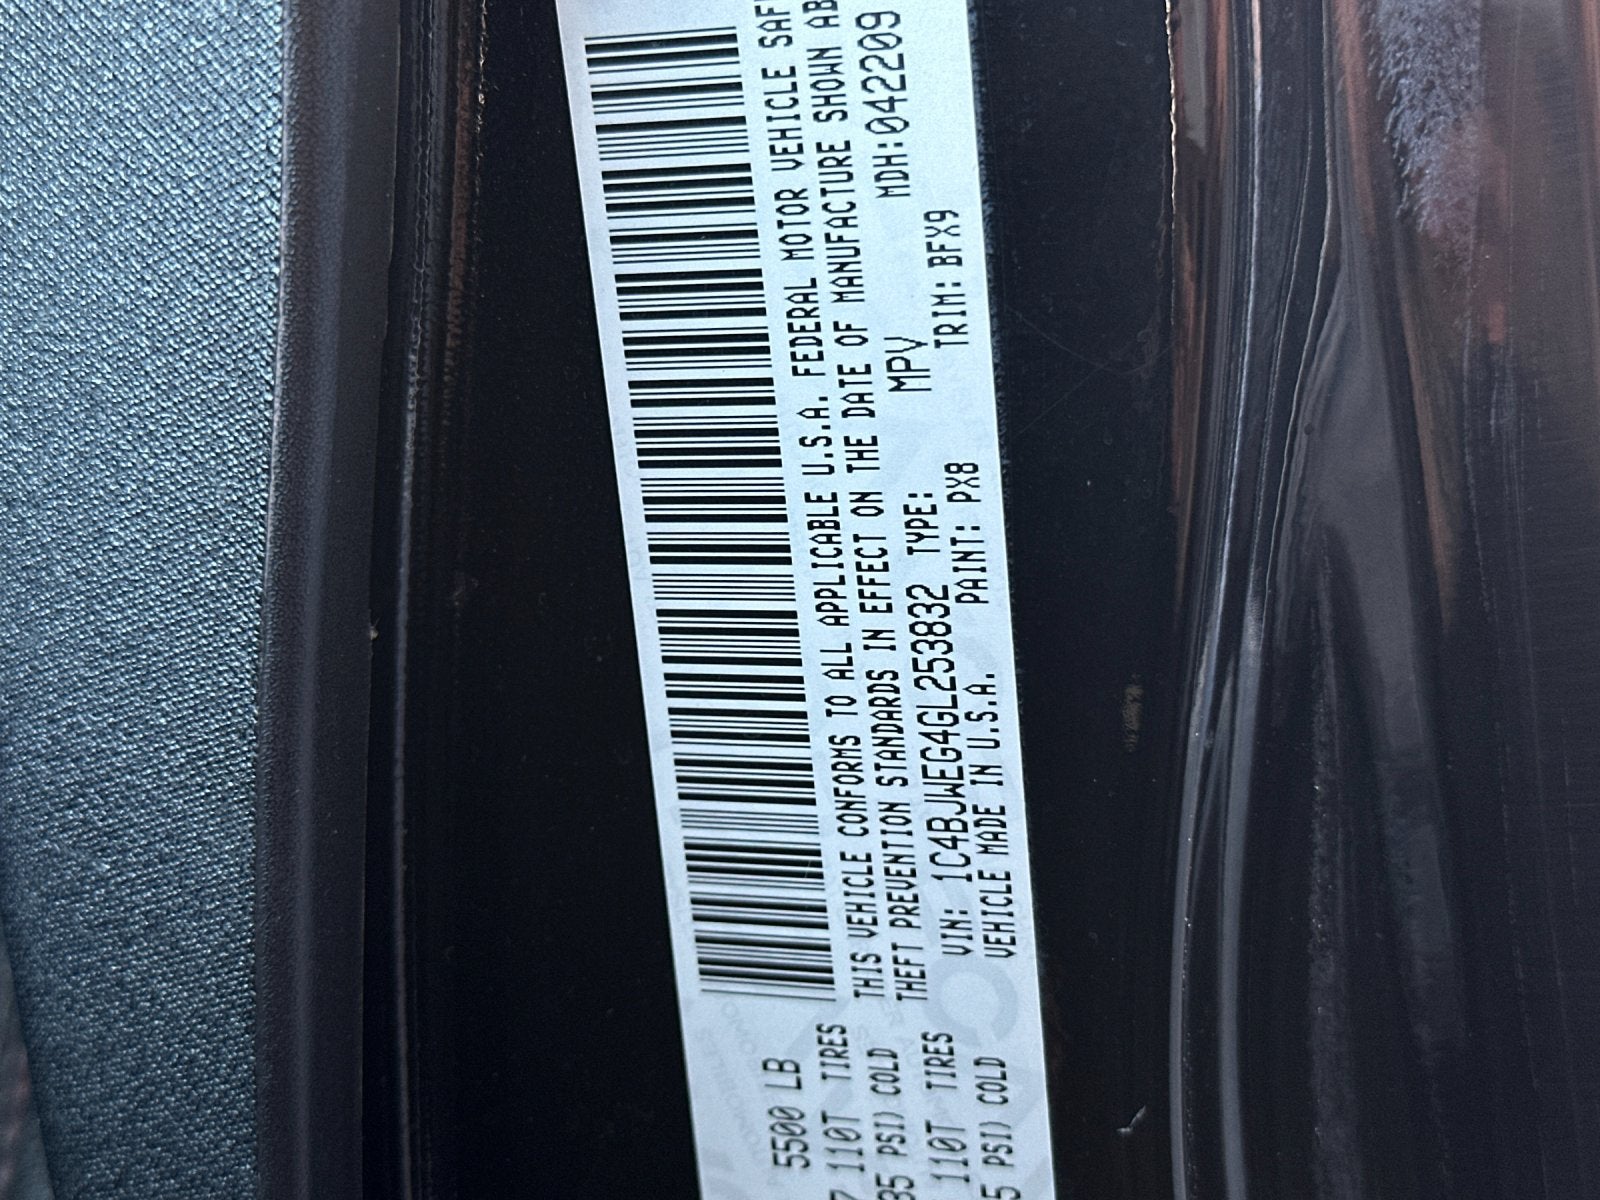 5500 LB
110T TIRES
35 PSI) COLD
110T TIRES
5 PSI) COLD
THIS VEHICLE CONFORMS TO ALL APPLICABLE U.S.A. FEDERAL MOTOR VEHICLE
THEFT PREVENTION STANDARDS IN EFFECT ON THE DATE OF MANUFACTURE SHOWN
VIN: 1C4BJWEG4GL253832 TYPE: MPV MDH:042209
VEHICLE MADE IN U.S.A. PAINT: PX8 TRIM: BFX9